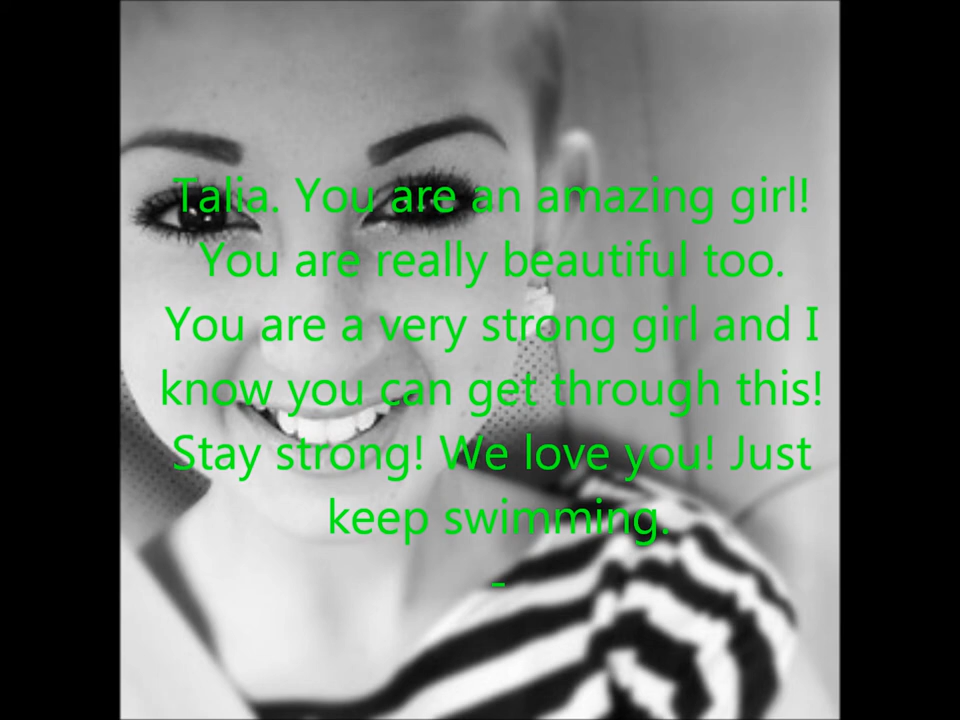 Talia. You are an amazing girl!
You are really beautiful too.
You are a very strong girl and I
know you can get through this!
Stay strong! We love you! Just
keep swimming.
-